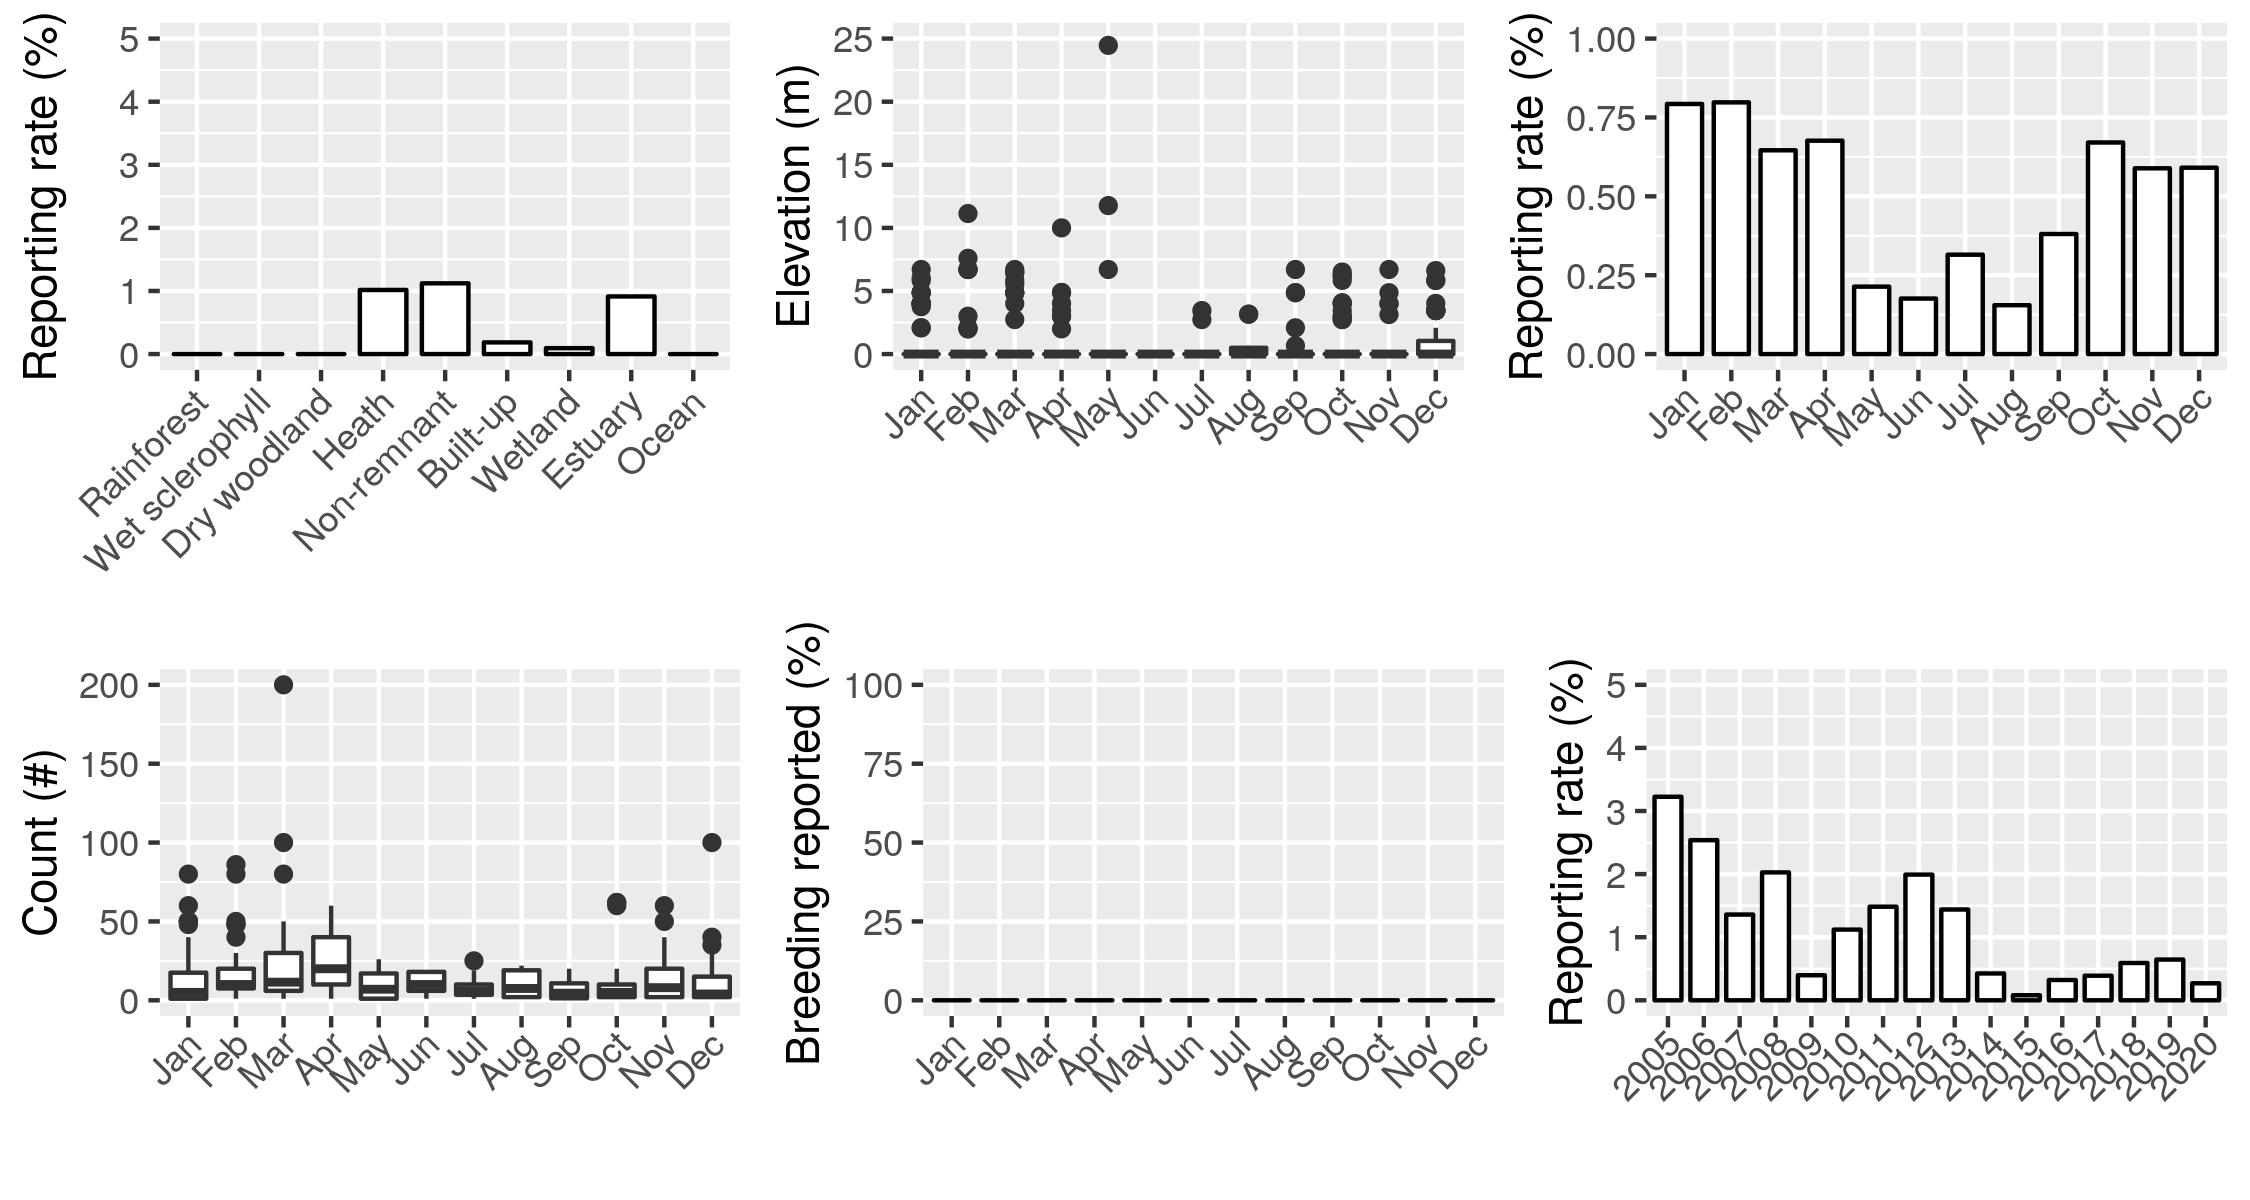 Reporting rate (%)
5
4
3
2
1
0
Rainforest
Wet sclerophyll
Dry woodland
Heath
Non-remnant
Built-up
Wetland
Estuary
Ocean
Elevation (m)
25
20
15
10
5
0
Jan
Feb
Mar
Apr
May
Jun
Jul
Aug
Sep
Oct
Nov
Dec
Reporting rate (%)
1.00
0.75
0.50
0.25
0.00
Jan
Feb
Mar
Apr
May
Jun
Jul
Aug
Sep
Oct
Nov
Dec
Count (#)
200
150
100
50
0
Jan
Feb
Mar
Apr
May
Jun
Jul
Aug
Sep
Oct
Nov
Dec
Breeding reported (%)
100
75
50
25
0
Jan
Feb
Mar
Apr
May
Jun
Jul
Aug
Sep
Oct
Nov
Dec
Reporting rate (%)
5
4
3
2
1
0
2005
2006
2007
2008
2009
2010
2011
2012
2013
2014
2015
2016
2017
2018
2019
2020